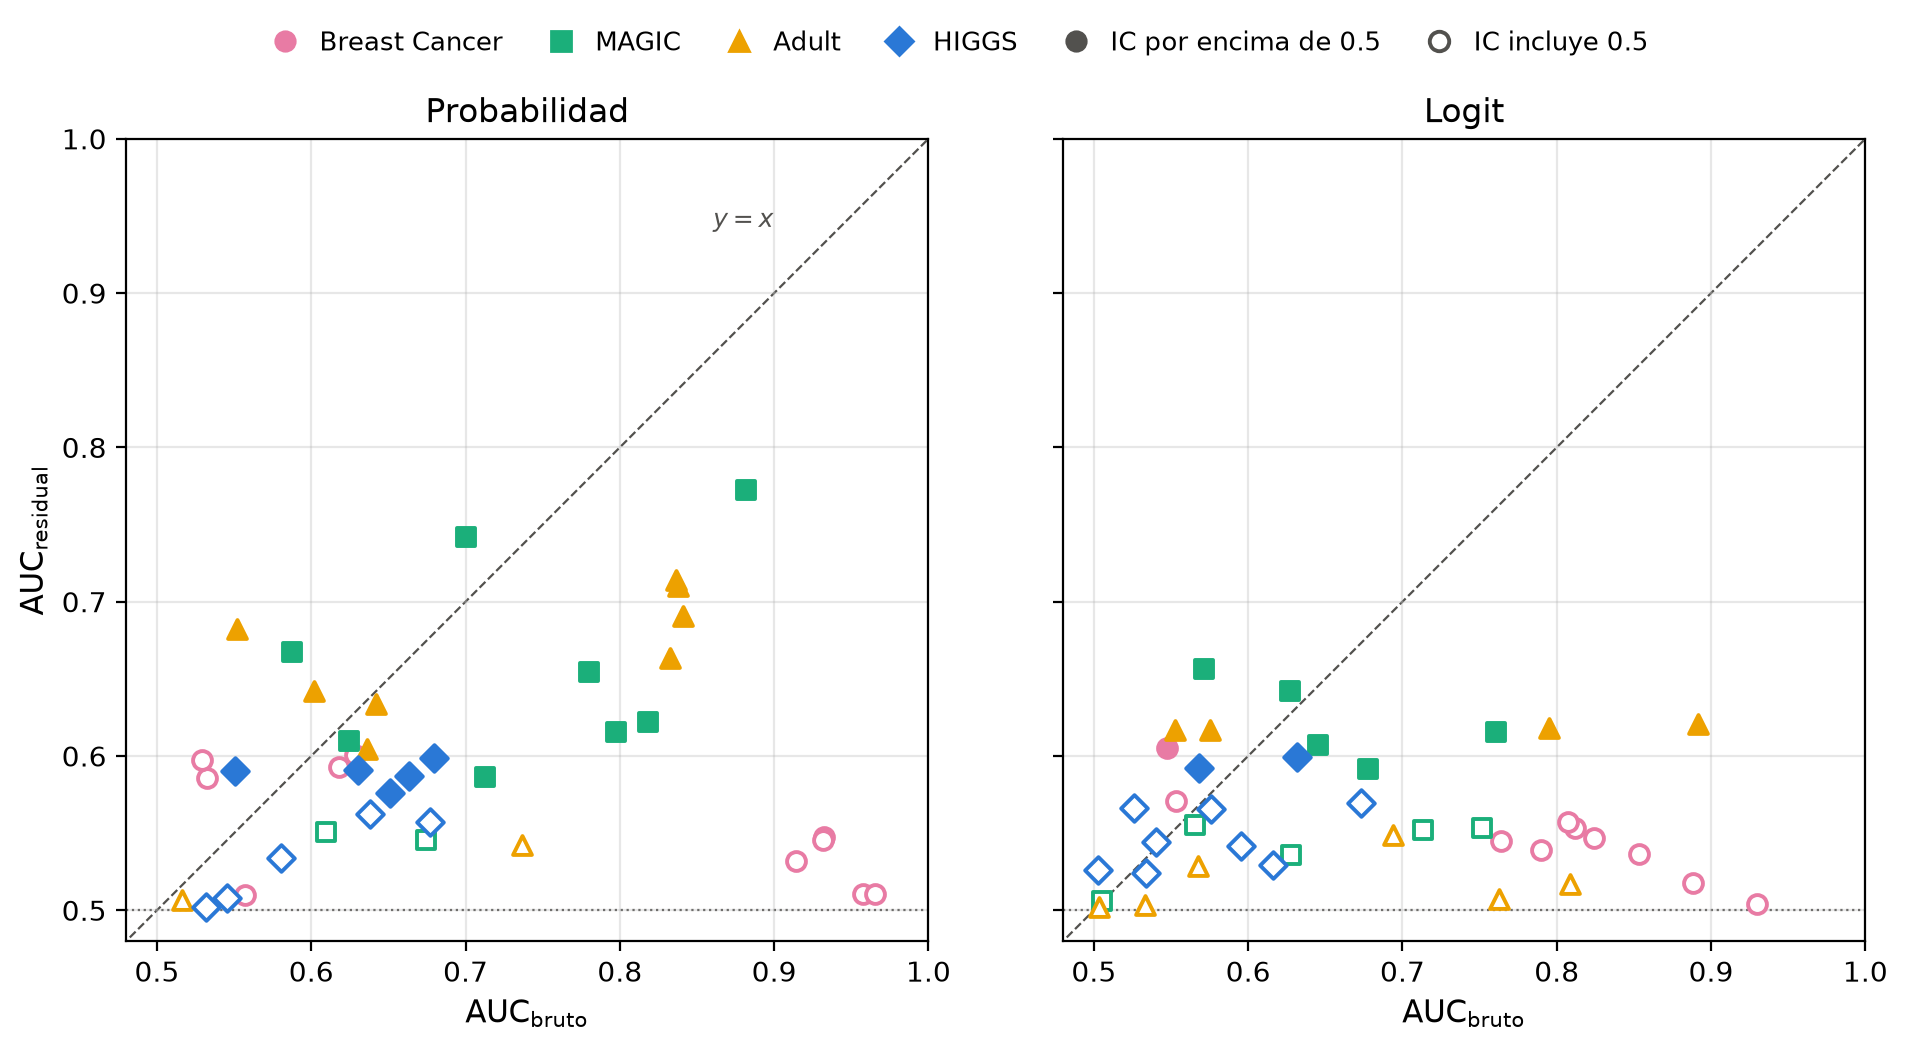 Breast Cancer MAGIC Adult HIGGS IC por encima de 0.5 IC incluye 0.5
Probabilidad Logit
1.0
y = x
0.9
0.8
0.7
0.6
0.5
AUCresidual
0.5 0.6 0.7 0.8 0.9 1.0 0.5 0.6 0.7 0.8 0.9 1.0
AUCbruto AUCbruto